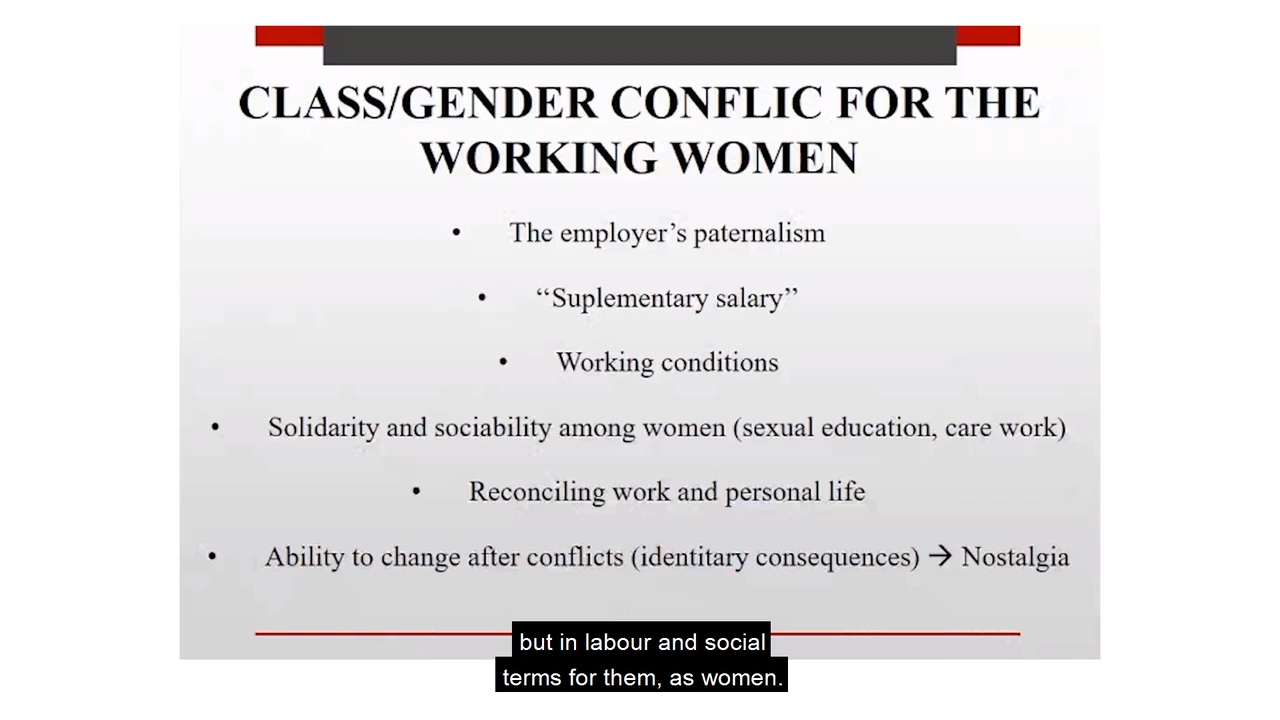 CLASS/GENDER CONFLIC FOR THE
WORKING WOMEN
• The employer’s paternalism
• ‘‘Suplementary salary’’
• Working conditions
• Solidarity and sociability among women (sexual education, care work)
• Reconciling work and personal life
• Ability to change after conflicts (identitary consequences) → Nostalgia
but in labour and social
terms for them, as women.